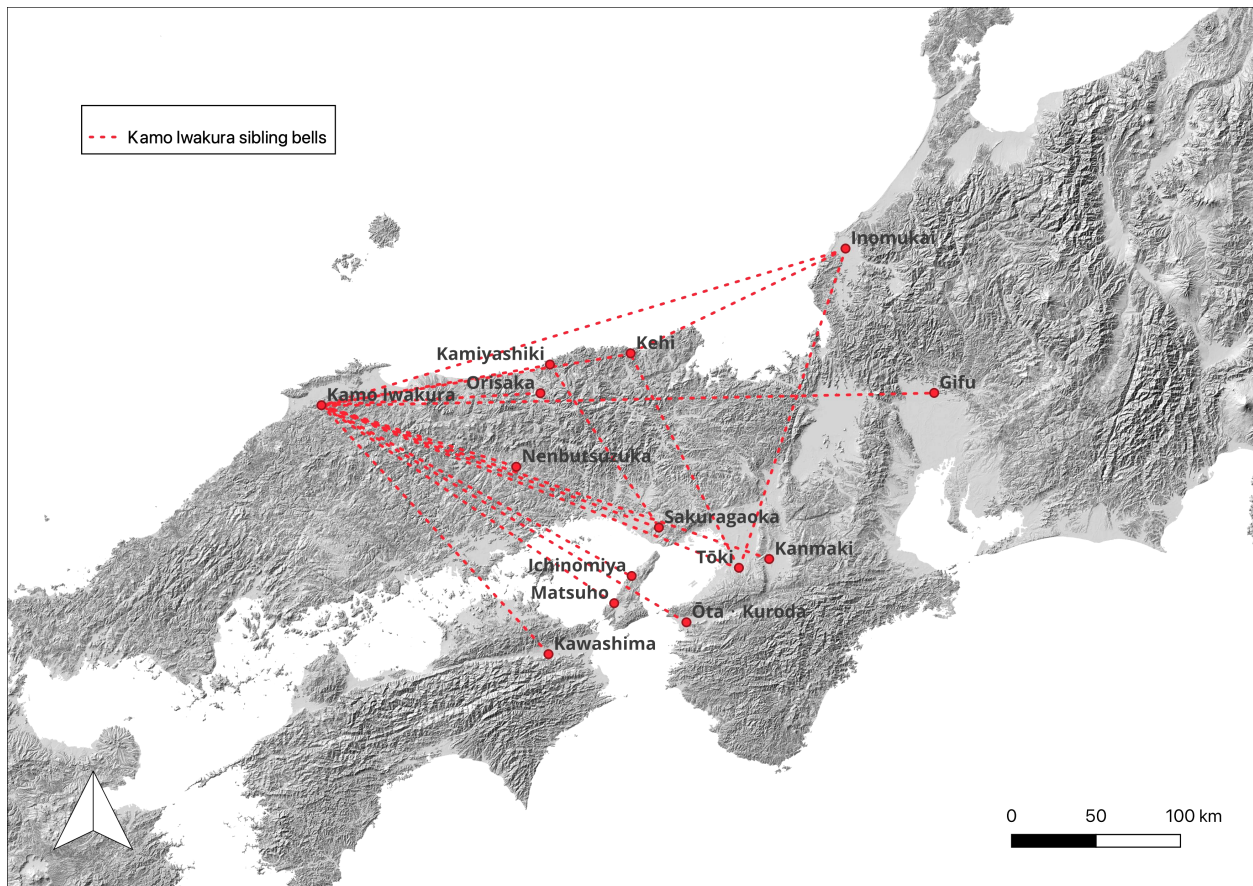 Kamo Iwakura sibling bells
Inomukai
Kehi
Kamiyashiki
Orisaka
Gifu
Kamo Iwakura
Nenbutsuzuka
Sakuragaoka
Kanmaki
Tōki
Ichinomiya
Matsuho
Ōta · Kuroda
Kawashima
0 50 100 km